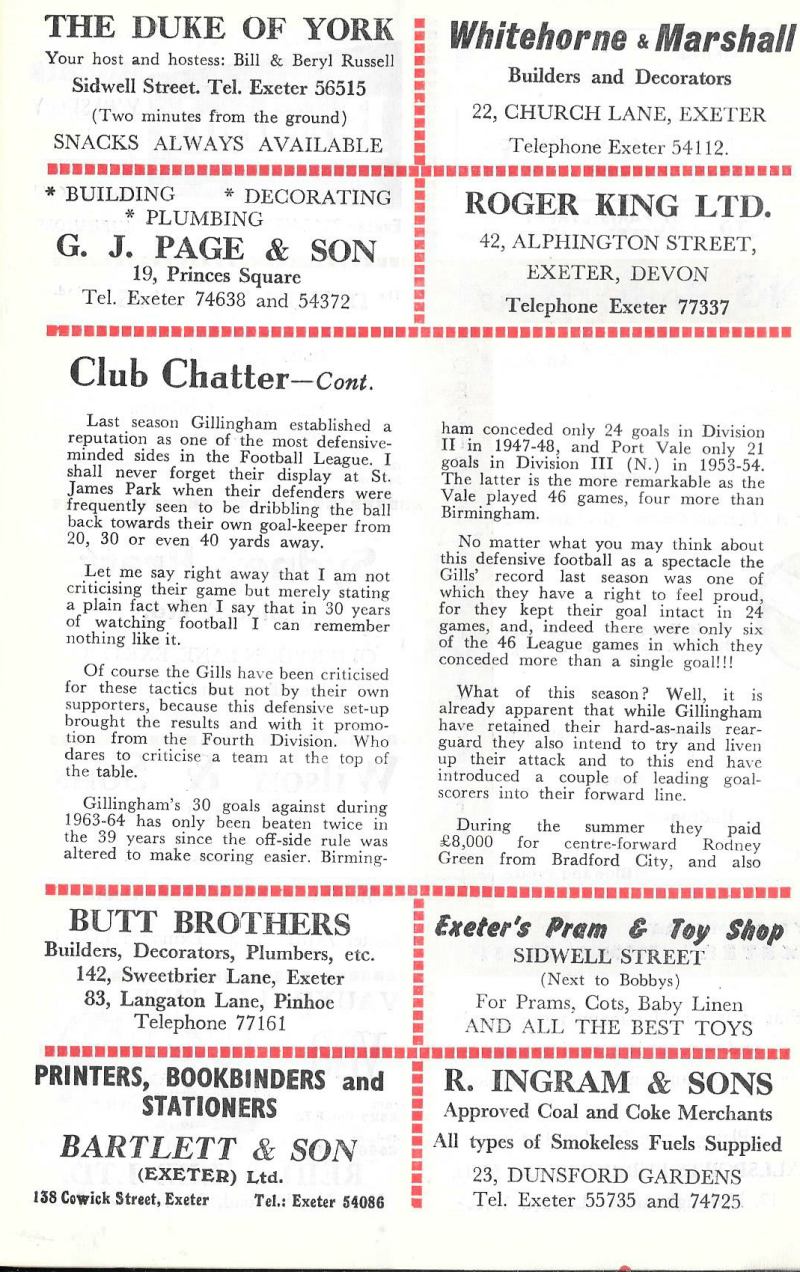 THE DUKE OF YORK
Your host and hostess: Bill & Beryl Russell
Sidwell Street. Tel. Exeter 56515
(Two minutes from the ground)
SNACKS ALWAYS AVAILABLE
Whitehorne & Marshall
Builders and Decorators
22, CHURCH LANE, EXETER
Telephone Exeter 54112.
* BUILDING * DECORATING
* PLUMBING
G. J. PAGE & SON
19, Princes Square
Tel. Exeter 74638 and 54372
ROGER KING LTD.
42, ALPHINGTON STREET,
EXETER, DEVON
Telephone Exeter 77337
Club Chatter—Cont.
Last season Gillingham established a
reputation as one of the most defensive-
minded sides in the Football League. I
shall never forget their display at St.
James Park when their defenders were
frequently seen to be dribbling the ball
back towards their own goal-keeper from
20, 30 or even 40 yards away.
Let me say right away that I am not
criticising their game but merely stating
a plain fact when I say that in 30 years
of watching football I can remember
nothing like it.
Of course the Gills have been criticised
for these tactics but not by their own
supporters, because this defensive set-up
brought the results and with it promo-
tion from the Fourth Division. Who
dares to criticise a team at the top of
the table.
Gillingham's 30 goals against during
1963-64 has only been beaten twice in
the 39 years since the off-side rule was
altered to make scoring easier. Birming-
ham conceded only 24 goals in Division
II in 1947-48, and Port Vale only 21
goals in Division III (N.) in 1953-54.
The latter is the more remarkable as the
Vale played 46 games, four more than
Birmingham.
No matter what you may think about
this defensive football as a spectacle the
Gills' record last season was one of
which they have a right to feel proud,
for they kept their goal intact in 24
games, and, indeed there were only six
of the 46 League games in which they
conceded more than a single goal!!!
What of this season? Well, it is
already apparent that while Gillingham
have retained their hard-as-nails rear-
guard they also intend to try and liven
up their attack and to this end have
introduced a couple of leading goal-
scorers into their forward line.
During the summer they paid
£8,000 for centre-forward Rodney
Green from Bradford City, and also
BUTT BROTHERS
Builders, Decorators, Plumbers, etc.
142, Sweetbrier Lane, Exeter
83, Langaton Lane, Pinhoe
Telephone 77161
Exeter's Pram & Toy Shop
SIDWELL STREET
(Next to Bobbys)
For Prams, Cots, Baby Linen
AND ALL THE BEST TOYS
PRINTERS, BOOKBINDERS and
STATIONERS
BARTLETT & SON
(EXETER) Ltd.
138 Cowick Street, Exeter Tel.: Exeter 54086
R. INGRAM & SONS
Approved Coal and Coke Merchants
All types of Smokeless Fuels Supplied
23, DUNSFORD GARDENS
Tel. Exeter 55735 and 74725